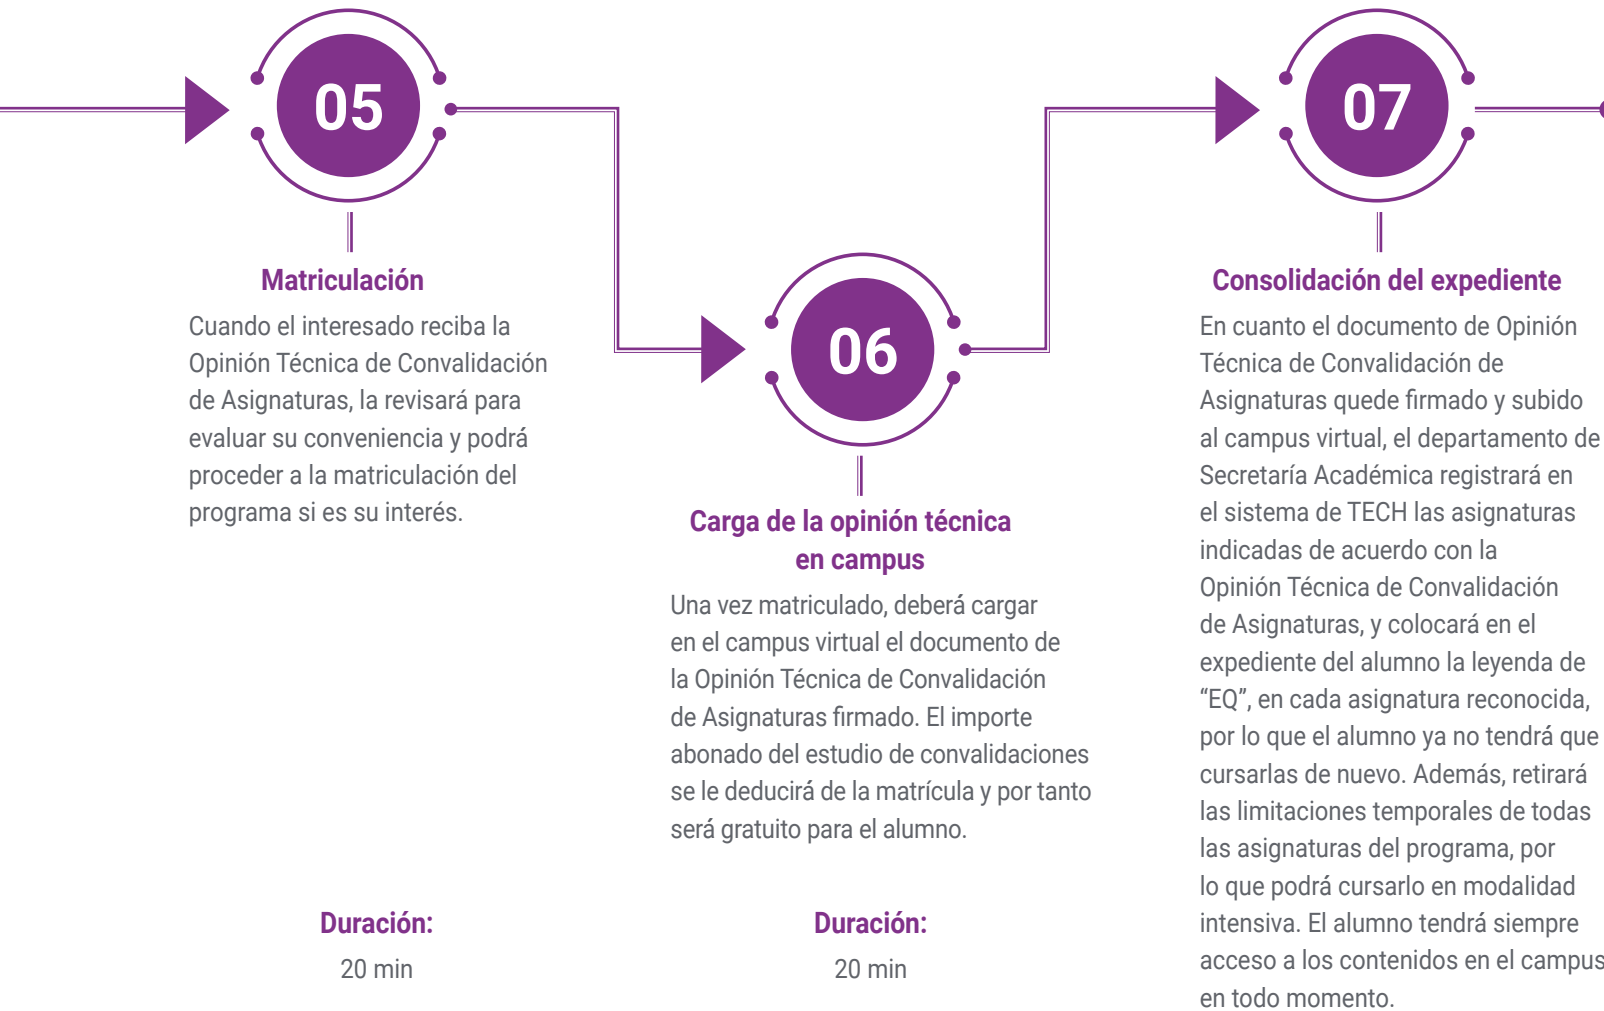 05
Matriculación
Cuando el interesado reciba la
Opinión Técnica de Convalidación
de Asignaturas, la revisará para
evaluar su conveniencia y podrá
proceder a la matriculación del
programa si es su interés.
Duración:
20 min
06
Carga de la opinión técnica
en campus
Una vez matriculado, deberá cargar
en el campus virtual el documento de
la Opinión Técnica de Convalidación
de Asignaturas firmado. El importe
abonado del estudio de convalidaciones
se le deducirá de la matrícula y por tanto
será gratuito para el alumno.
Duración:
20 min
07
Consolidación del expediente
En cuanto el documento de Opinión
Técnica de Convalidación de
Asignaturas quede firmado y subido
al campus virtual, el departamento de
Secretaría Académica registrará en
el sistema de TECH las asignaturas
indicadas de acuerdo con la
Opinión Técnica de Convalidación
de Asignaturas, y colocará en el
expediente del alumno la leyenda de
“EQ”, en cada asignatura reconocida,
por lo que el alumno ya no tendrá que
cursarlas de nuevo. Además, retirará
las limitaciones temporales de todas
las asignaturas del programa, por
lo que podrá cursarlo en modalidad
intensiva. El alumno tendrá siempre
acceso a los contenidos en el campus
en todo momento.